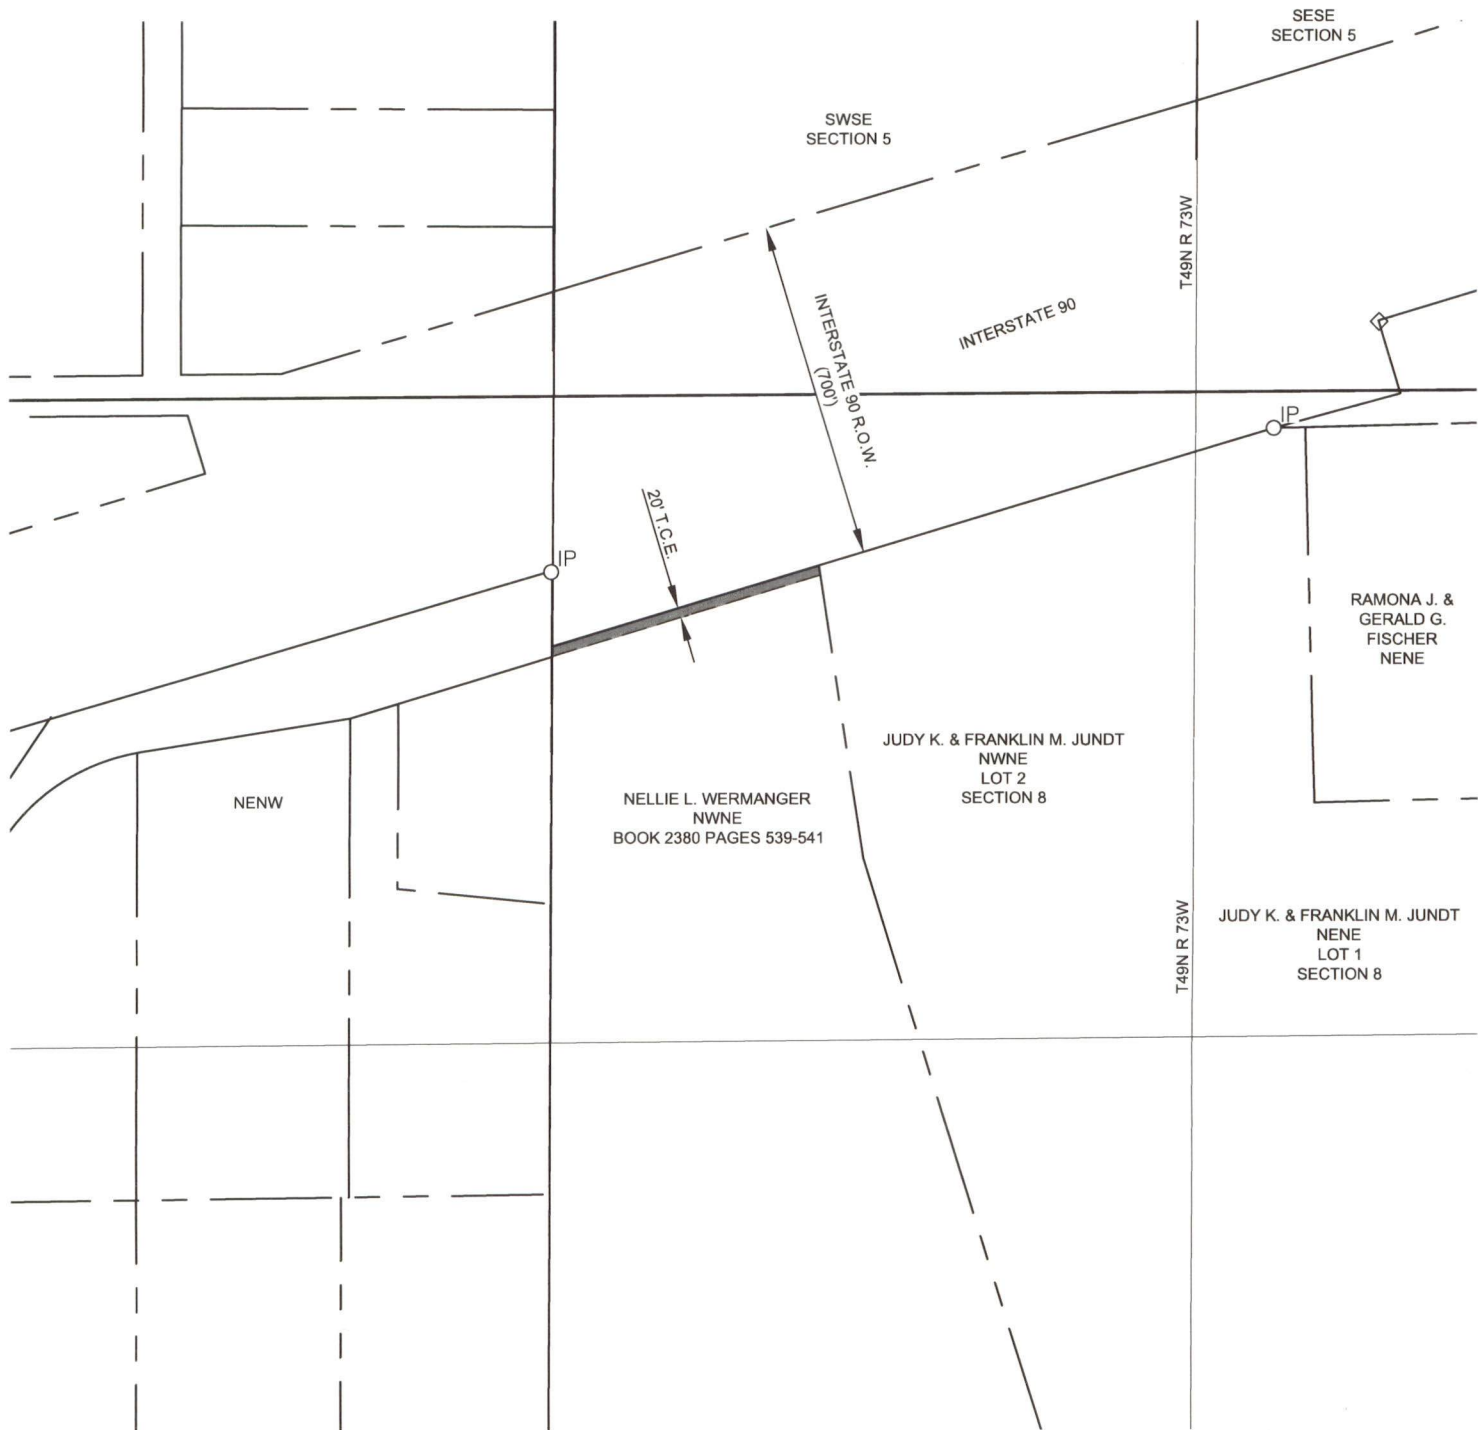 SESE
SECTION 5
SWSE
SECTION 5
T49N R 73W
INTERSTATE 90
INTERSTATE 90 R.O.W.
(700')
IP
20' T.C.E.
IP
RAMONA J. &
GERALD G.
FISCHER
NENE
JUDY K. & FRANKLIN M. JUNDT
NWNE
LOT 2
SECTION 8
NENW
NELLIE L. WERMANGER
NWNE
BOOK 2380 PAGES 539-541
T49N R 73W
JUDY K. & FRANKLIN M. JUNDT
NENE
LOT 1
SECTION 8